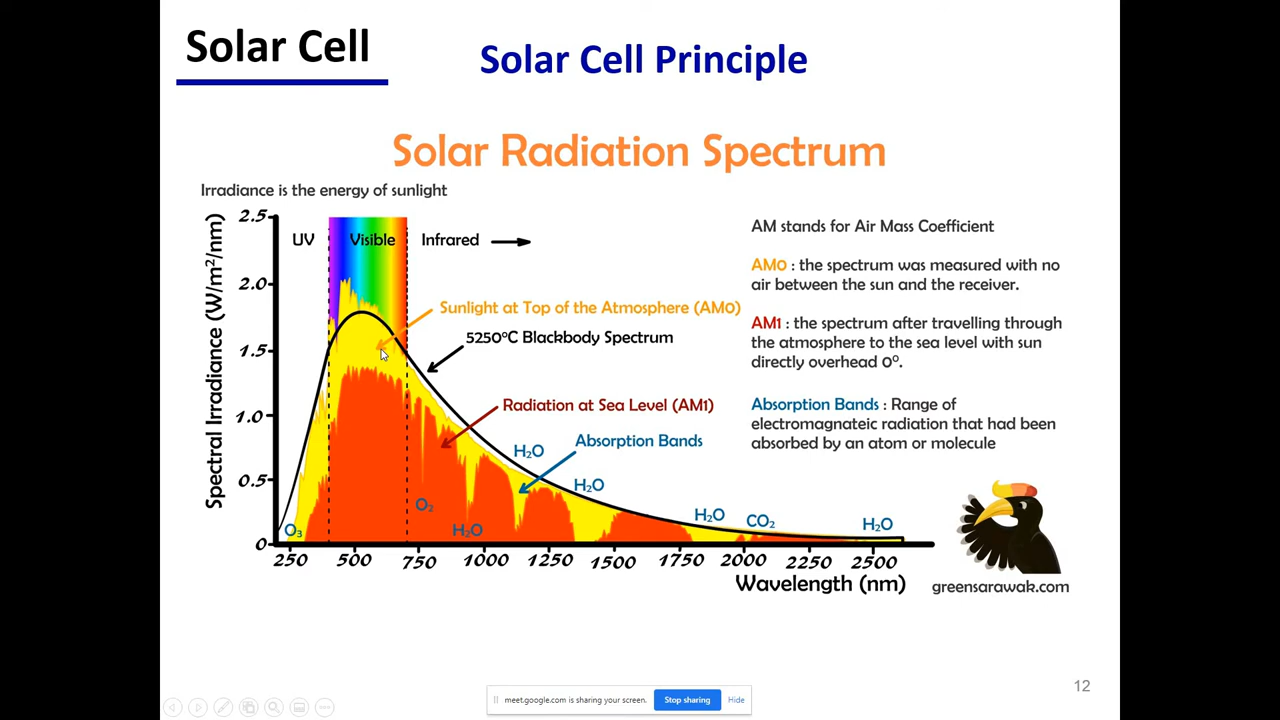 Solar Cell
Solar Cell Principle
Solar Radiation Spectrum
Irradiance is the energy of sunlight
Spectral Irradiance (W/m²/nm)
2.5
2.0
1.5
1.0
0.5
0
UV
Visible
Infrared
Sunlight at Top of the Atmosphere (AM0)
5250°C Blackbody Spectrum
Radiation at Sea Level (AM1)
Absorption Bands
H₂O
H₂O
O₂
O₃
H₂O
H₂O
CO₂
H₂O
250 500 750 1000 1250 1500 1750 2000 2250 2500
Wavelength (nm)
AM stands for Air Mass Coefficient
AM0 : the spectrum was measured with no
air between the sun and the receiver.
AM1 : the spectrum after travelling through
the atmosphere to the sea level with sun
directly overhead 0°.
Absorption Bands : Range of
electromagnateic radiation that had been
absorbed by an atom or molecule
greensarawak.com
12
meet.google.com is sharing your screen.
Stop sharing
Hide